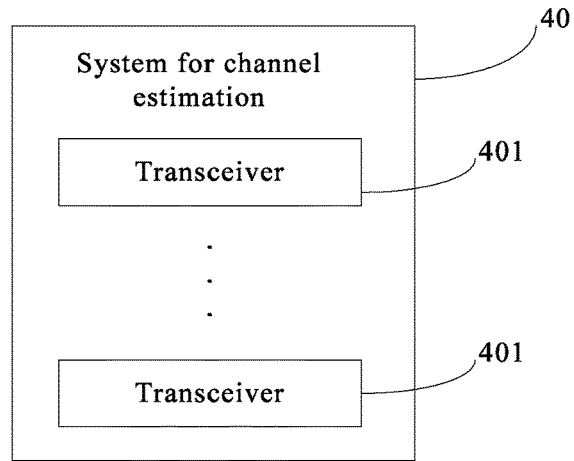 40
System for channel
estimation
401
Transceiver
401
Transceiver